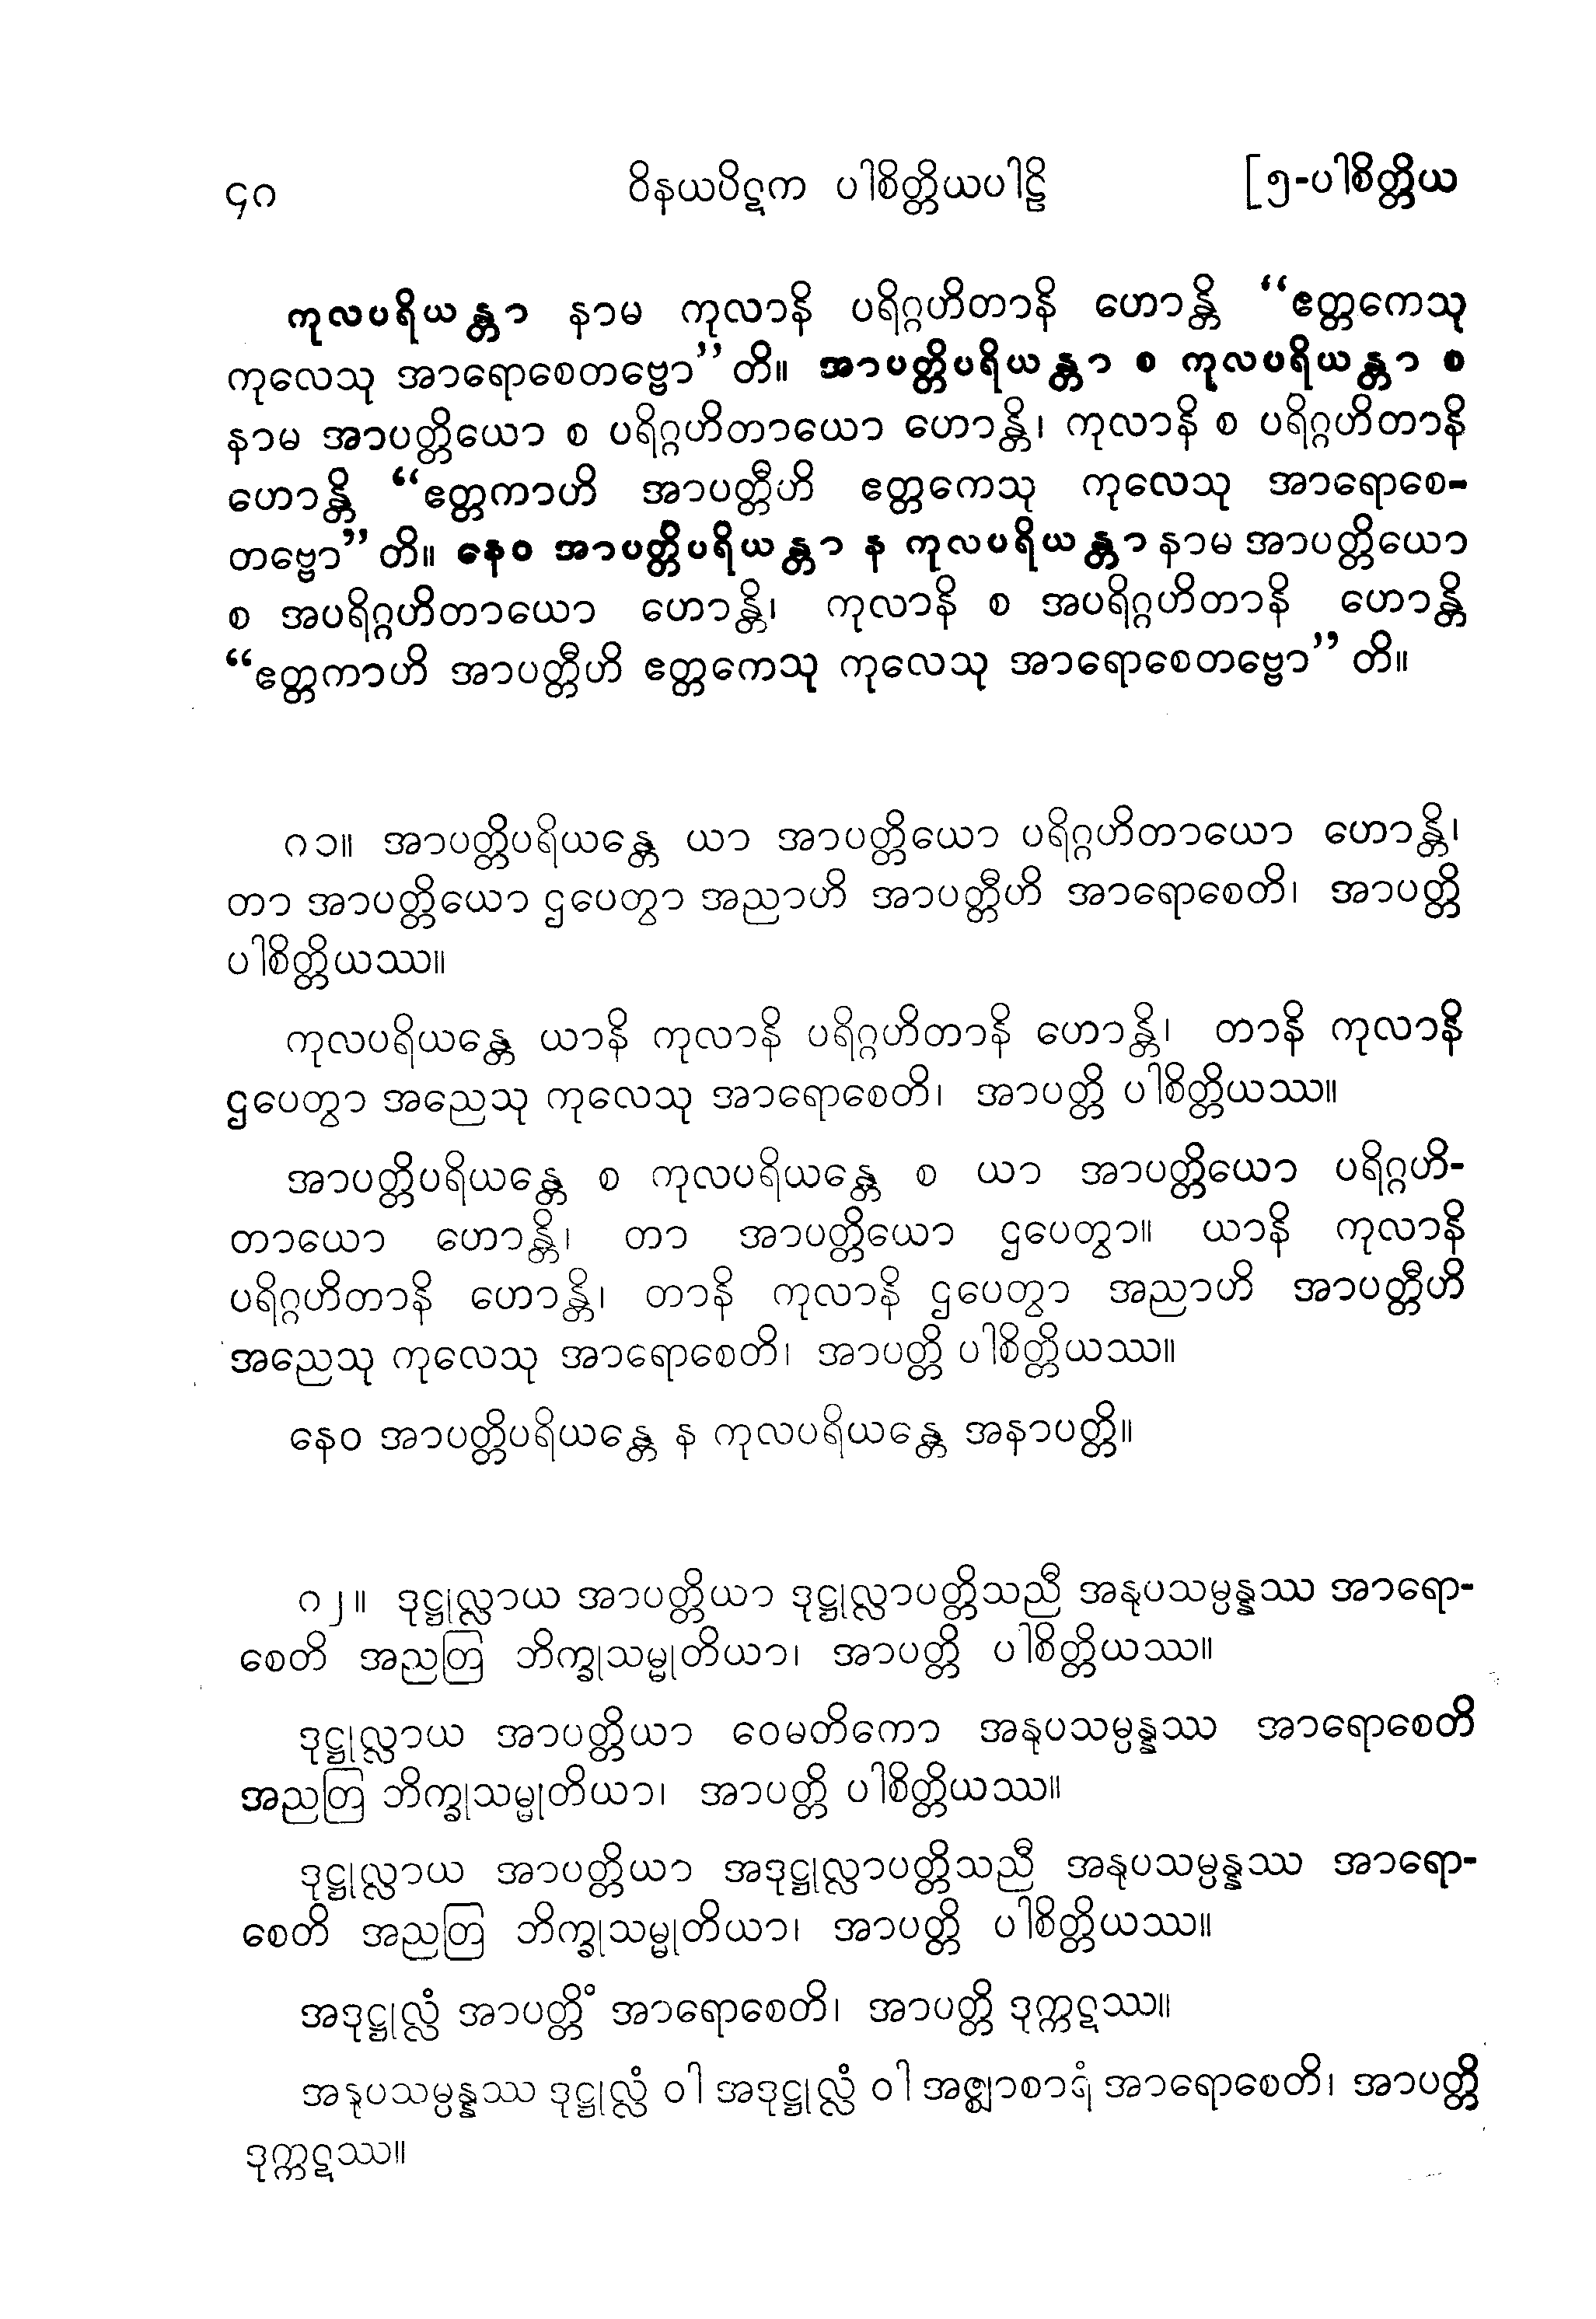 ၄၈ ဝိနယပိဋက ပါစိတ္တိယပါဠိ [၅-ပါစိတ္တိယ
ကုလပရိယန္တာ နာမ ကုလာနိ ပရိဂ္ဂဟိတာနိ ဟောန္တိ “ဧတ္တကေသု
ကုလေသု အာရောစေတဗ္ဗော”တိ။ အာပတ္တိပရိယန္တာ စ ကုလပရိယန္တာ စ
နာမ အာပတ္တိယော စ ပရိဂ္ဂဟိတာယော ဟောန္တိ၊ ကုလာနိ စ ပရိဂ္ဂဟိတာနိ
ဟောန္တိ “ဧတ္တကာဟိ အာပတ္တီဟိ ဧတ္တကေသု ကုလေသု အာရောစေ-
တဗ္ဗော”တိ။ နေဝ အာပတ္တိပရိယန္တာ န ကုလပရိယန္တာ နာမ အာပတ္တိယော
စ အပရိဂ္ဂဟိတာယော ဟောန္တိ၊ ကုလာနိ စ အပရိဂ္ဂဟိတာနိ ဟောန္တိ
“ဧတ္တကာဟိ အာပတ္တီဟိ ဧတ္တကေသု ကုလေသု အာရောစေတဗ္ဗော”တိ။
၈၁။ အာပတ္တိပရိယန္တေ ယာ အာပတ္တိယော ပရိဂ္ဂဟိတာယော ဟောန္တိ၊
တာ အာပတ္တိယော ဌပေတွာ အညာဟိ အာပတ္တီဟိ အာရောစေတိ၊ အာပတ္တိ
ပါစိတ္တိယဿ။
ကုလပရိယန္တေ ယာနိ ကုလာနိ ပရိဂ္ဂဟိတာနိ ဟောန္တိ၊ တာနိ ကုလာနိ
ဌပေတွာ အညေသု ကုလေသု အာရောစေတိ၊ အာပတ္တိ ပါစိတ္တိယဿ။
အာပတ္တိပရိယန္တေ စ ကုလပရိယန္တေ စ ယာ အာပတ္တိယော ပရိဂ္ဂဟိ-
တာယော ဟောန္တိ၊ တာ အာပတ္တိယော ဌပေတွာ။ ယာနိ ကုလာနိ
ပရိဂ္ဂဟိတာနိ ဟောန္တိ၊ တာနိ ကုလာနိ ဌပေတွာ အညာဟိ အာပတ္တီဟိ
အညေသု ကုလေသု အာရောစေတိ၊ အာပတ္တိ ပါစိတ္တိယဿ။
နေဝ အာပတ္တိပရိယန္တေ န ကုလပရိယန္တေ အနာပတ္တိ။
၈၂။ ဒုဋ္ဌုလ္လာယ အာပတ္တိယာ ဒုဋ္ဌုလ္လာပတ္တိသညီ အနုပသမ္ပန္နဿ အာရော-
စေတိ အညတြ ဘိက္ခုသမ္မုတိယာ၊ အာပတ္တိ ပါစိတ္တိယဿ။
ဒုဋ္ဌုလ္လာယ အာပတ္တိယာ ဝေမတိကော အနုပသမ္ပန္နဿ အာရောစေတိ
အညတြ ဘိက္ခုသမ္မုတိယာ၊ အာပတ္တိ ပါစိတ္တိယဿ။
ဒုဋ္ဌုလ္လာယ အာပတ္တိယာ အဒုဋ္ဌုလ္လာပတ္တိသညီ အနုပသမ္ပန္နဿ အာရော-
စေတိ အညတြ ဘိက္ခုသမ္မုတိယာ၊ အာပတ္တိ ပါစိတ္တိယဿ။
အဒုဋ္ဌုလ္လံ အာပတ္တိံ အာရောစေတိ၊ အာပတ္တိ ဒုက္ကဋဿ။
အနုပသမ္ပန္နဿ ဒုဋ္ဌုလ္လံ ဝါ အဒုဋ္ဌုလ္လံ ဝါ အဇ္ဈာစာရံ အာရောစေတိ၊ အာပတ္တိ
ဒုက္ကဋဿ။